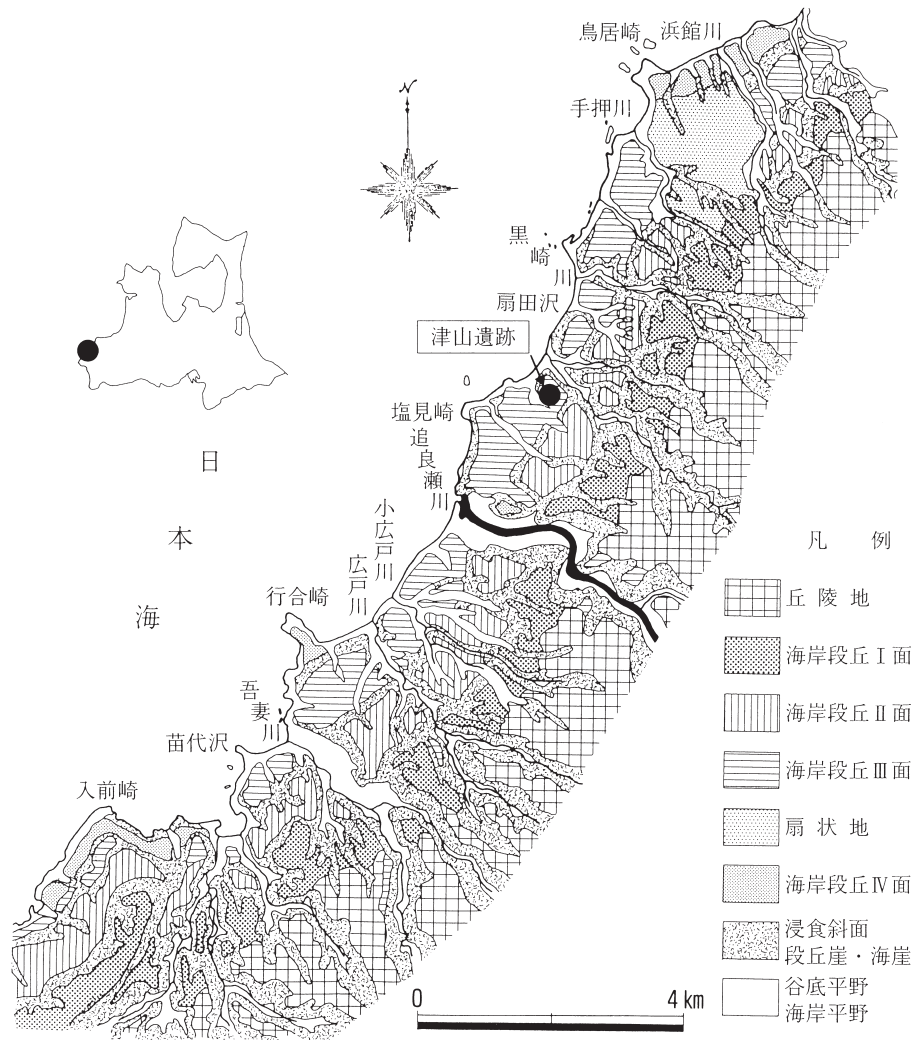 鳥居崎
浜館川
手押川
N
黒崎川
扇田沢
津山遺跡
塩見崎
追良瀬川
小広戸川
広戸川
行合崎
吾妻川
苗代沢
入前崎
日本海
凡例
丘陵地
海岸段丘Ⅰ面
海岸段丘Ⅱ面
海岸段丘Ⅲ面
扇状地
海岸段丘Ⅳ面
浸食斜面
段丘崖・海崖
谷底平野
海岸平野
0
4km